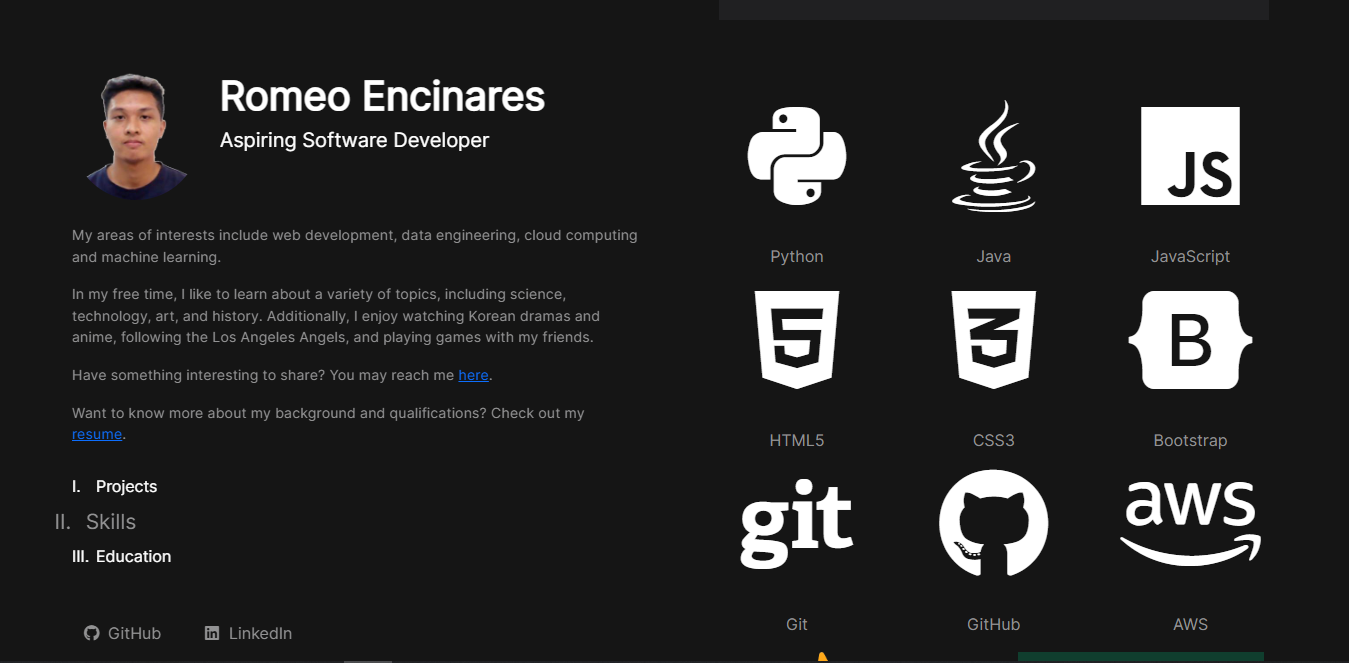 Romeo Encinares
Aspiring Software Developer
My areas of interests include web development, data engineering, cloud computing
and machine learning.
In my free time, I like to learn about a variety of topics, including science,
technology, art, and history. Additionally, I enjoy watching Korean dramas and
anime, following the Los Angeles Angels, and playing games with my friends.
Have something interesting to share? You may reach me here.
Want to know more about my background and qualifications? Check out my
resume.
I. Projects
II. Skills
III. Education
GitHub LinkedIn
JS
Python Java JavaScript
5 3 B
HTML5 CSS3 Bootstrap
git aws
Git GitHub AWS